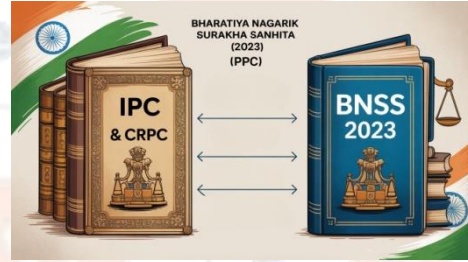 BHARATIYA NAGARIK
SURAKHA SANHITA
(2023)
(PPC)
IPC
& CRPC
BNSS
2023